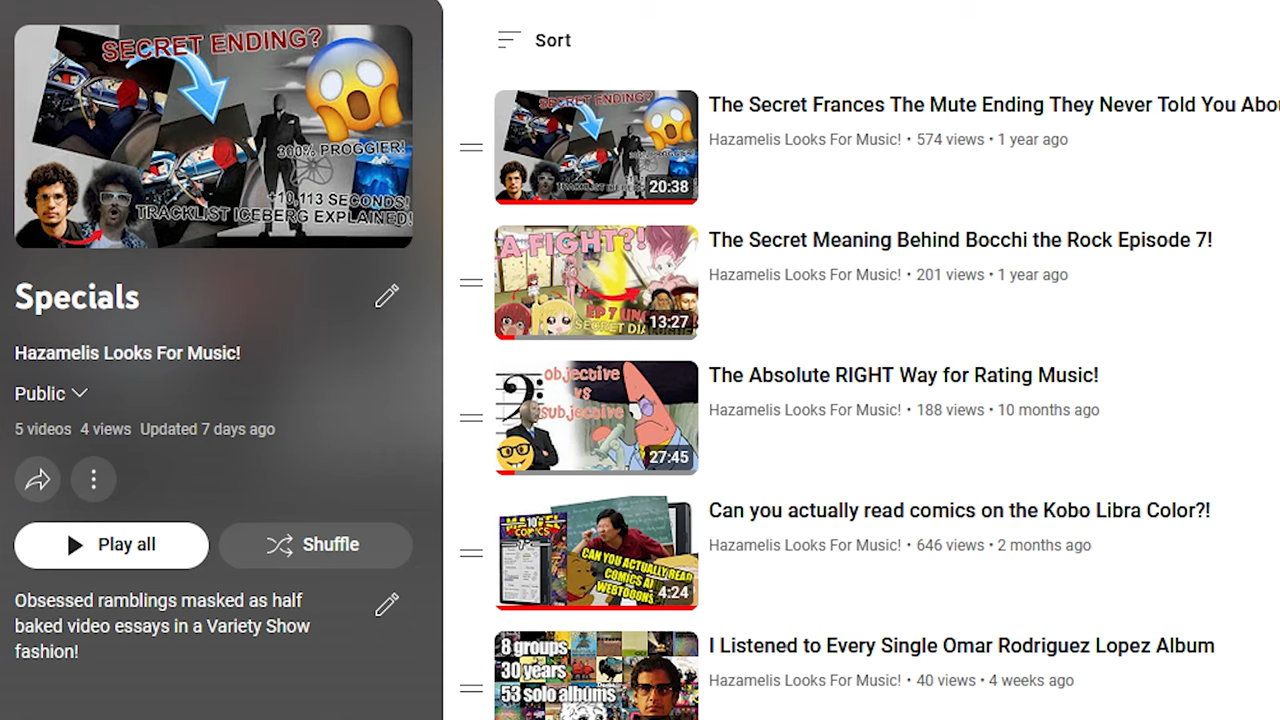 SECRET ENDING?
300% PROGGIER!
+10,113 SECONDS!
TRACKLIST ICEBERG EXPLAINED!
Specials
Hazamelis Looks For Music!
Public
5 videos 4 views Updated 7 days ago
Play all
Shuffle
Obsessed ramblings masked as half
baked video essays in a Variety Show
fashion!
Sort
SECRET ENDING?
20:38
The Secret Frances The Mute Ending They Never Told You Abou
Hazamelis Looks For Music! • 574 views • 1 year ago
A FIGHT?!
EP 7
SECRET
13:27
The Secret Meaning Behind Bocchi the Rock Episode 7!
Hazamelis Looks For Music! • 201 views • 1 year ago
objective
vs
subjective
27:45
The Absolute RIGHT Way for Rating Music!
Hazamelis Looks For Music! • 188 views • 10 months ago
MARVEL
COMICS
CAN YOU ACTUALLY READ
COMICS
WEBTOONS
4:24
Can you actually read comics on the Kobo Libra Color?!
Hazamelis Looks For Music! • 646 views • 2 months ago
8 groups
30 years
53 solo albums
I Listened to Every Single Omar Rodriguez Lopez Album
Hazamelis Looks For Music! • 40 views • 4 weeks ago